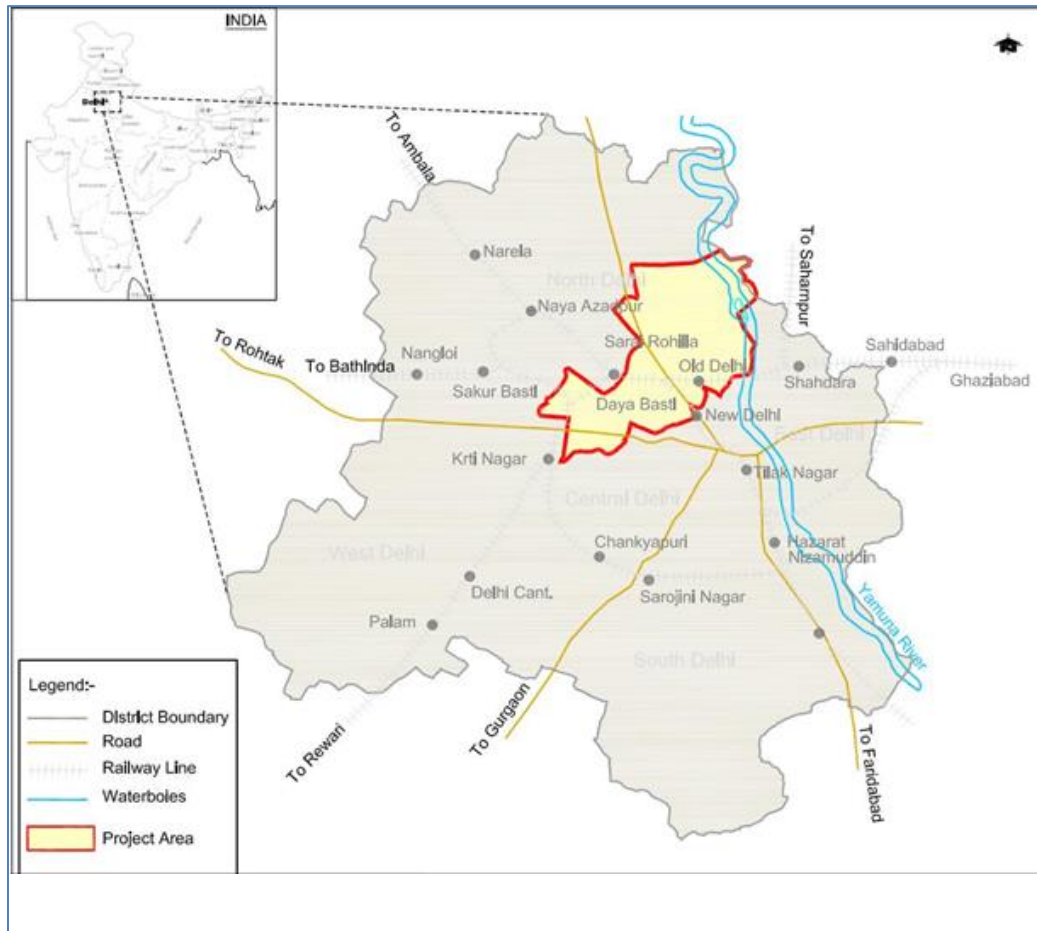 INDIA
Delhi
To Ambala
Narela
North Delhi
To Saharnpur
Naya Azadpur
Sarai Rohilla
To Rohtak
To Bathinda
Nangloi
Sakur Basti
Old Delhi
Sahidabad
Shahdara
Ghaziabad
Daya Basti
New Delhi
East Delhi
Krti Nagar
Tilak Nagar
Central Delhi
West Delhi
Chankyapuri
Hazarat
Nizamuddin
Delhi Cant.
Sarojini Nagar
Palam
Yamuna River
South Delhi
To Rewari
To Gurgaon
To Faridabad
Legend:-
District Boundary
Road
Railway Line
Waterboles
Project Area